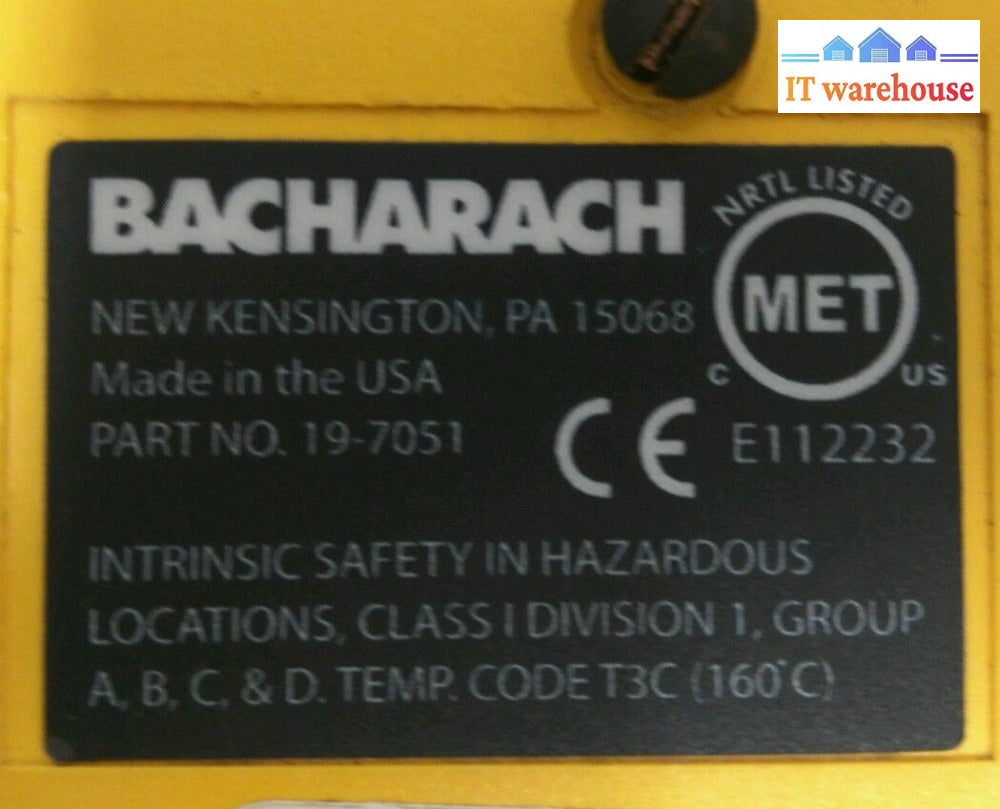 IT warehouse
BACHARACH
NRTL LISTED
MET
C US
NEW KENSINGTON, PA 15068
Made in the USA
PART NO. 19-7051
CE E112232
INTRINSIC SAFETY IN HAZARDOUS
LOCATIONS, CLASS I DIVISION 1, GROUP
A, B, C, & D. TEMP. CODE T3C (160°C)